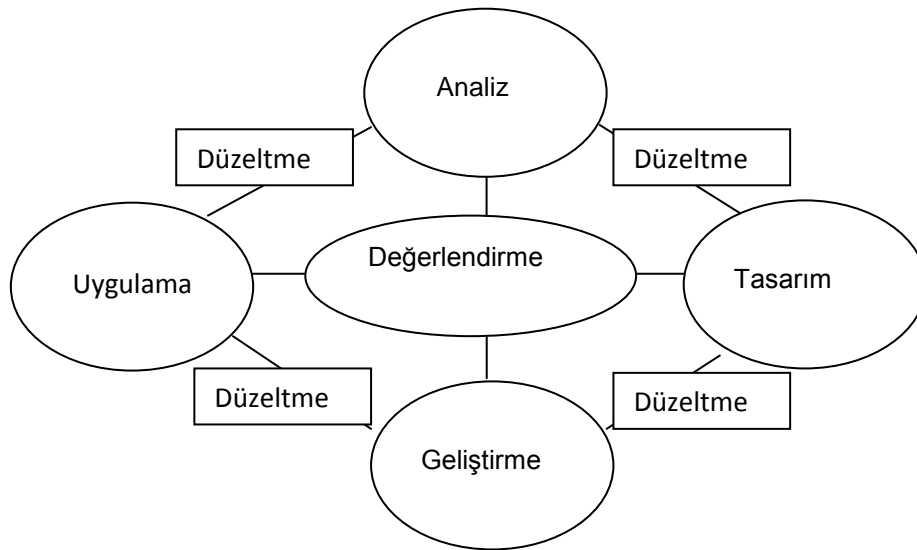 Analiz
Düzeltme
Düzeltme
Değerlendirme
Uygulama
Tasarım
Düzeltme
Düzeltme
Geliştirme